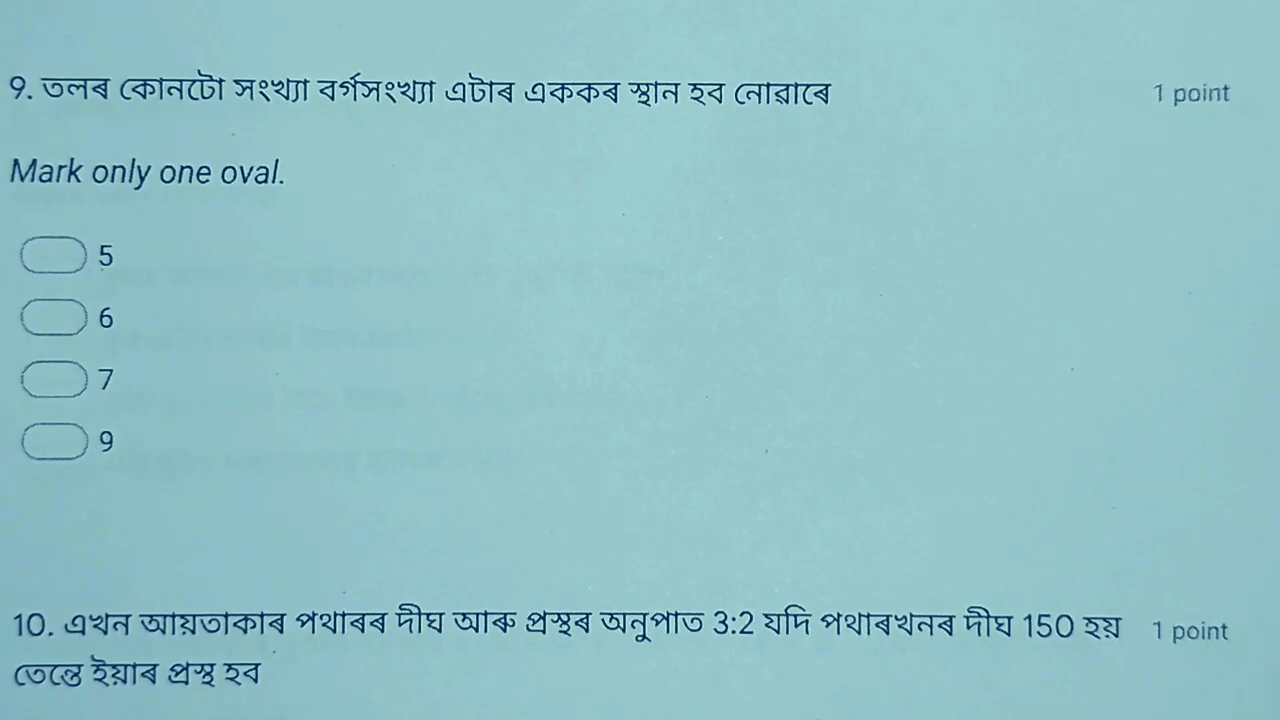 9. তলৰ কোনটো সংখ্যা বৰ্গসংখ্যা এটাৰ এককৰ স্থান হব নোৱাৰে 1 point
Mark only one oval.
5
6
7
9
10. এখন আয়তাকাৰ পথাৰৰ দীঘ আৰু প্ৰস্থৰ অনুপাত 3:2 যদি পথাৰখনৰ দীঘ 150 হয় 1 point
তেন্তে ইয়াৰ প্ৰস্থ হব